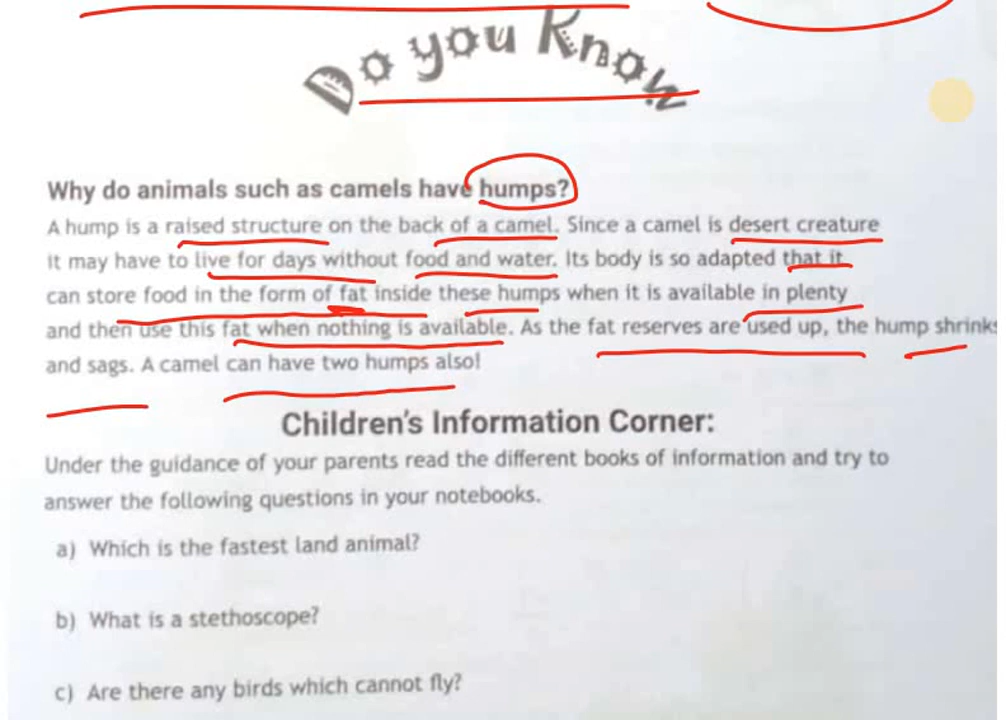 Do you Know
Why do animals such as camels have humps?
A hump is a raised structure on the back of a camel. Since a camel is desert creature
it may have to live for days without food and water. Its body is so adapted that it
can store food in the form of fat inside these humps when it is available in plenty
and then use this fat when nothing is available. As the fat reserves are used up, the hump shrinks
and sags. A camel can have two humps also!
Children's Information Corner:
Under the guidance of your parents read the different books of information and try to
answer the following questions in your notebooks.
a) Which is the fastest land animal?
b) What is a stethoscope?
c) Are there any birds which cannot fly?